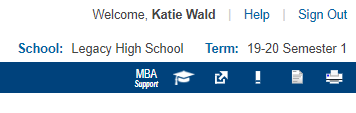 Welcome, Katie Wald | Help | Sign Out
School: Legacy High School Term: 19-20 Semester 1
MBA
Support